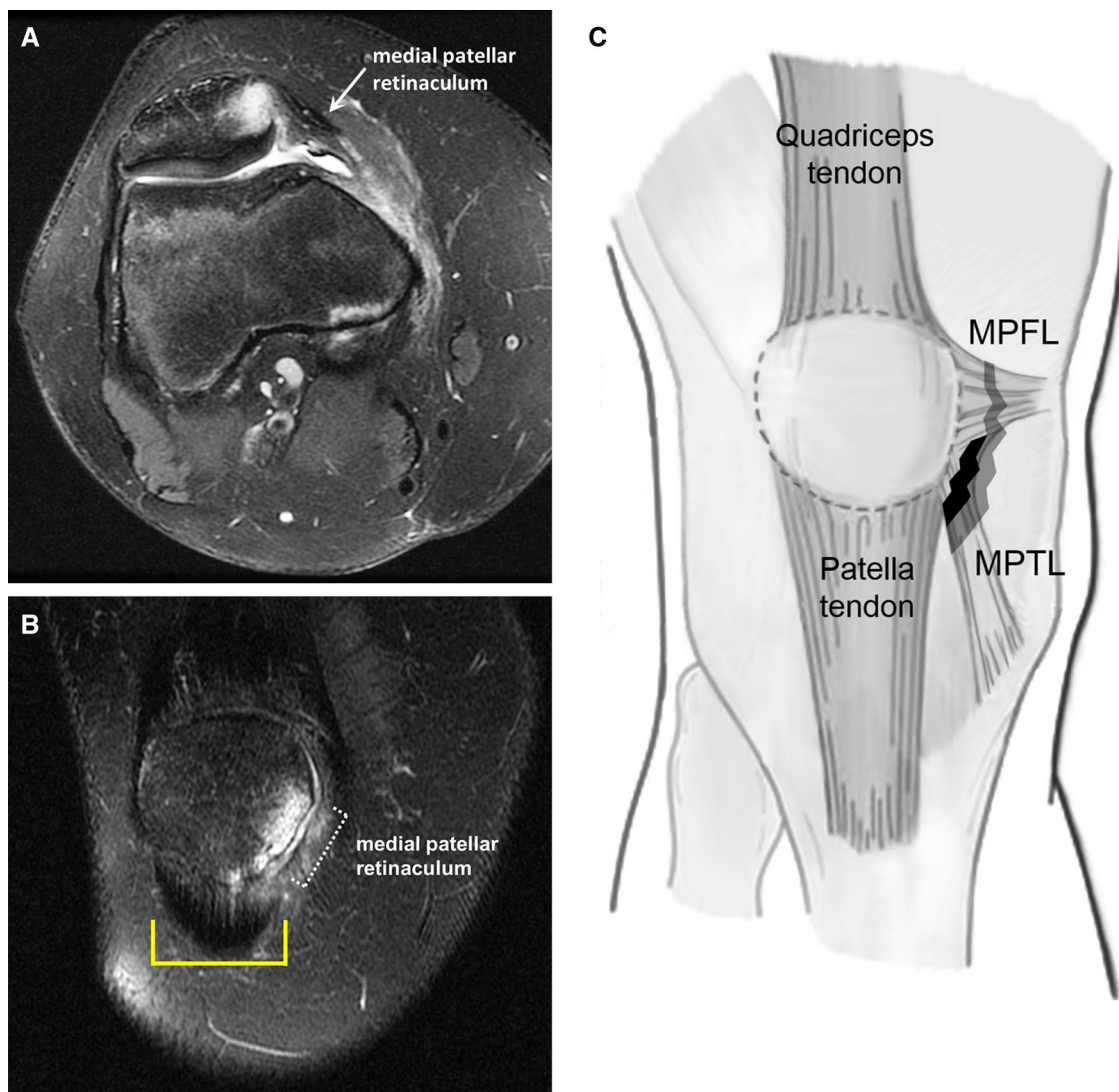 A
medial patellar
retinaculum
B
medial patellar
retinaculum
C
Quadriceps
tendon
MPFL
MPTL
Patella
tendon